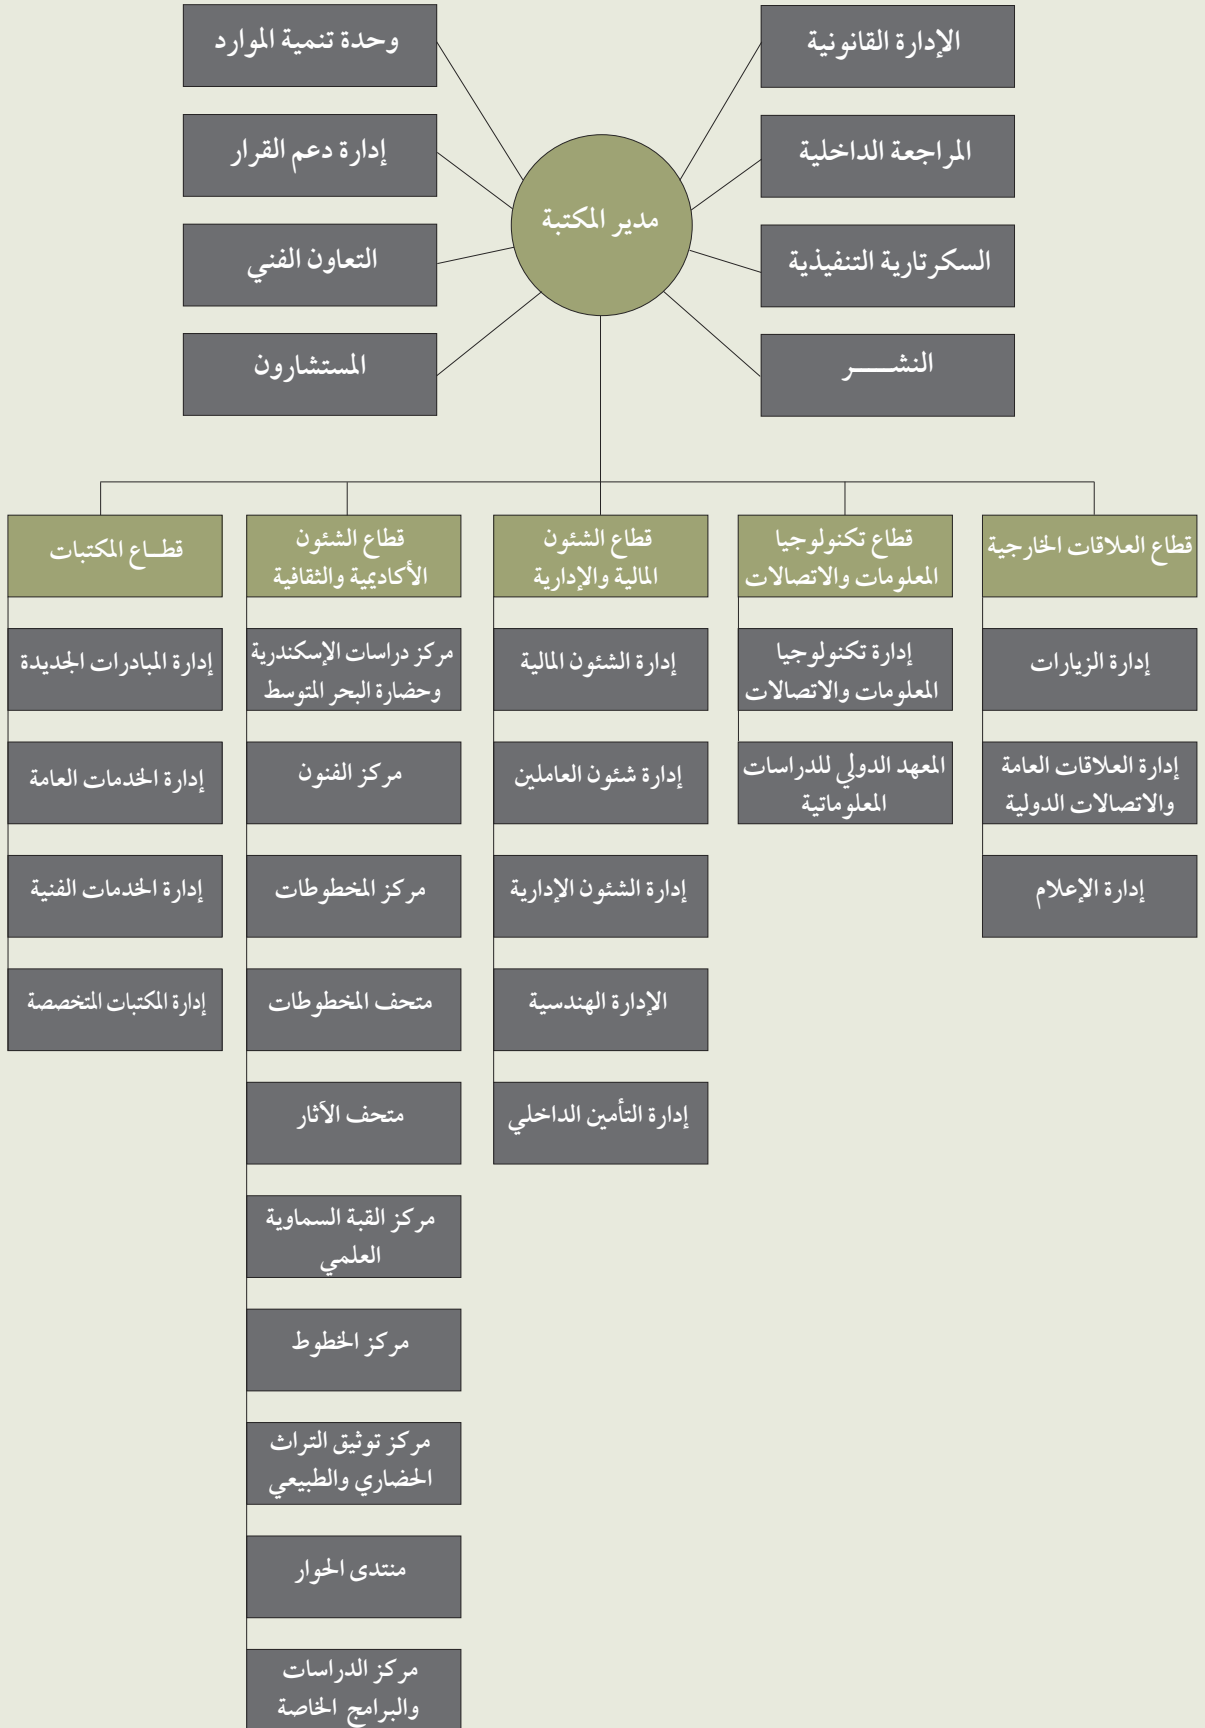 الإدارة القانونية
المراجعة الداخلية
السكرتارية التنفيذية
النشـــــر
مدير المكتبة
وحدة تنمية الموارد
إدارة دعم القرار
التعاون الفني
المستشارون
قطاع العلاقات الخارجية
إدارة الزيارات
إدارة العلاقات العامة
والاتصالات الدولية
إدارة الإعلام
قطاع تكنولوجيا
المعلومات والاتصالات
إدارة تكنولوجيا
المعلومات والاتصالات
المعهد الدولي للدراسات
المعلوماتية
قطاع الشئون
المالية والإدارية
إدارة الشئون المالية
إدارة شئون العاملين
إدارة الشئون الإدارية
الإدارة الهندسية
إدارة التأمين الداخلي
قطاع الشئون
الأكاديمية والثقافية
مركز دراسات الإسكندرية
وحضارة البحر المتوسط
مركز الفنون
مركز المخطوطات
متحف المخطوطات
متحف الآثار
مركز القبة السماوية
العلمي
مركز الخطوط
مركز توثيق التراث
الحضاري والطبيعي
منتدى الحوار
مركز الدراسات
والبرامج الخاصة
قطــاع المكتبات
إدارة المبادرات الجديدة
إدارة الخدمات العامة
إدارة الخدمات الفنية
إدارة المكتبات المتخصصة